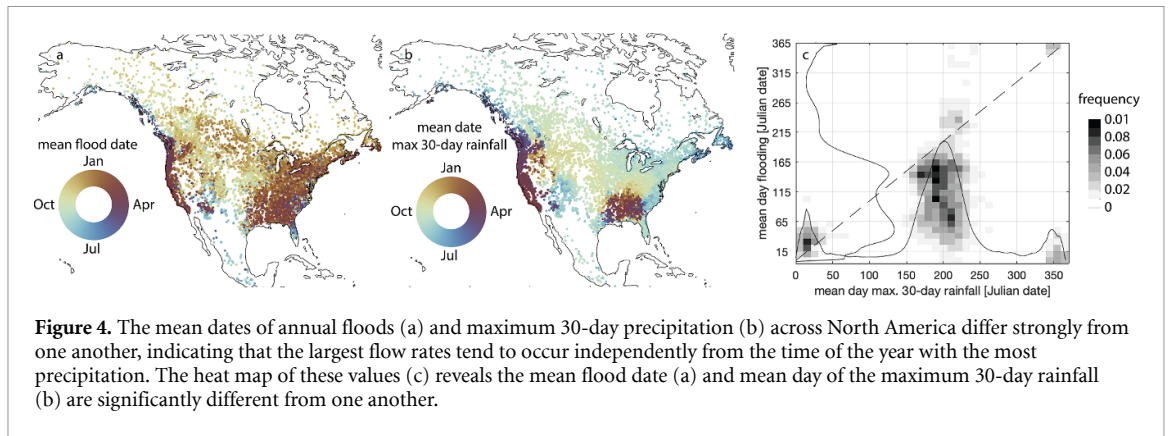 a
mean flood date
Jan
Oct
Apr
Jul
b
mean date
max 30-day rainfall
Jan
Oct
Apr
Jul
c
mean day flooding [Julian date]
365
315
265
215
165
115
65
15
0 50 100 150 200 250 300 350
mean day max. 30-day rainfall [Julian date]
frequency
0.01
0.08
0.06
0.04
0.02
0
Figure 4. The mean dates of annual floods (a) and maximum 30-day precipitation (b) across North America differ strongly from
one another, indicating that the largest flow rates tend to occur independently from the time of the year with the most
precipitation. The heat map of these values (c) reveals the mean flood date (a) and mean day of the maximum 30-day rainfall
(b) are significantly different from one another.